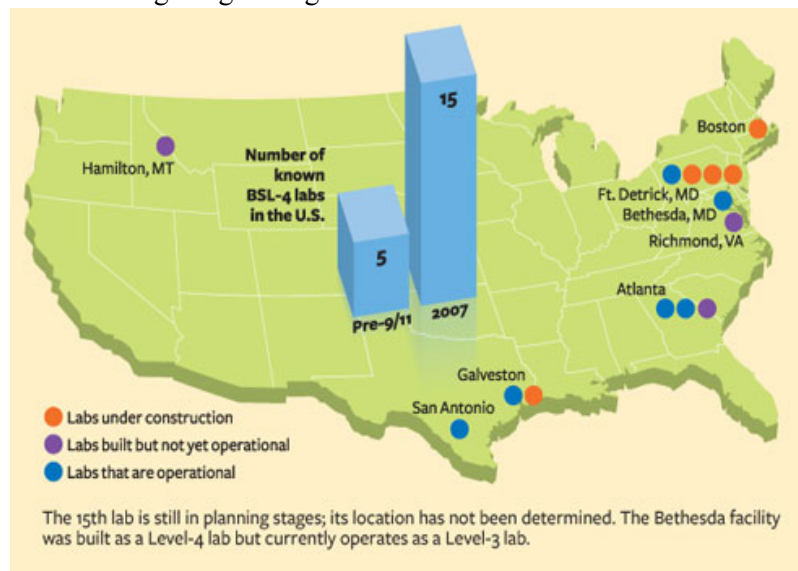 Boston
Hamilton, MT
Number of
known
BSL-4 labs
in the U.S.
15
5
Pre-9/11
2007
Ft. Detrick, MD
Bethesda, MD
Richmond, VA
Atlanta
Galveston
San Antonio
Labs under construction
Labs built but not yet operational
Labs that are operational
The 15th lab is still in planning stages; its location has not been determined. The Bethesda facility
was built as a Level-4 lab but currently operates as a Level-3 lab.